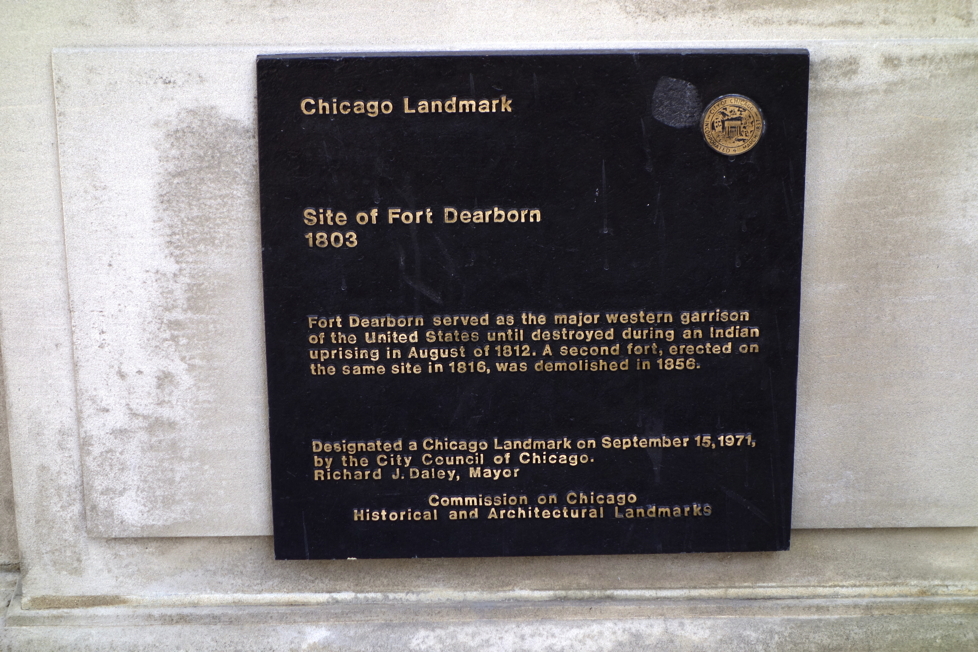 Chicago Landmark
Site of Fort Dearborn
1803
Fort Dearborn served as the major western garrison
of the United States until destroyed during an Indian
uprising in August of 1812. A second fort, erected on
the same site in 1816, was demolished in 1856.
Designated a Chicago Landmark on September 15, 1971,
by the City Council of Chicago.
Richard J. Daley, Mayor
Commission on Chicago
Historical and Architectural Landmarks